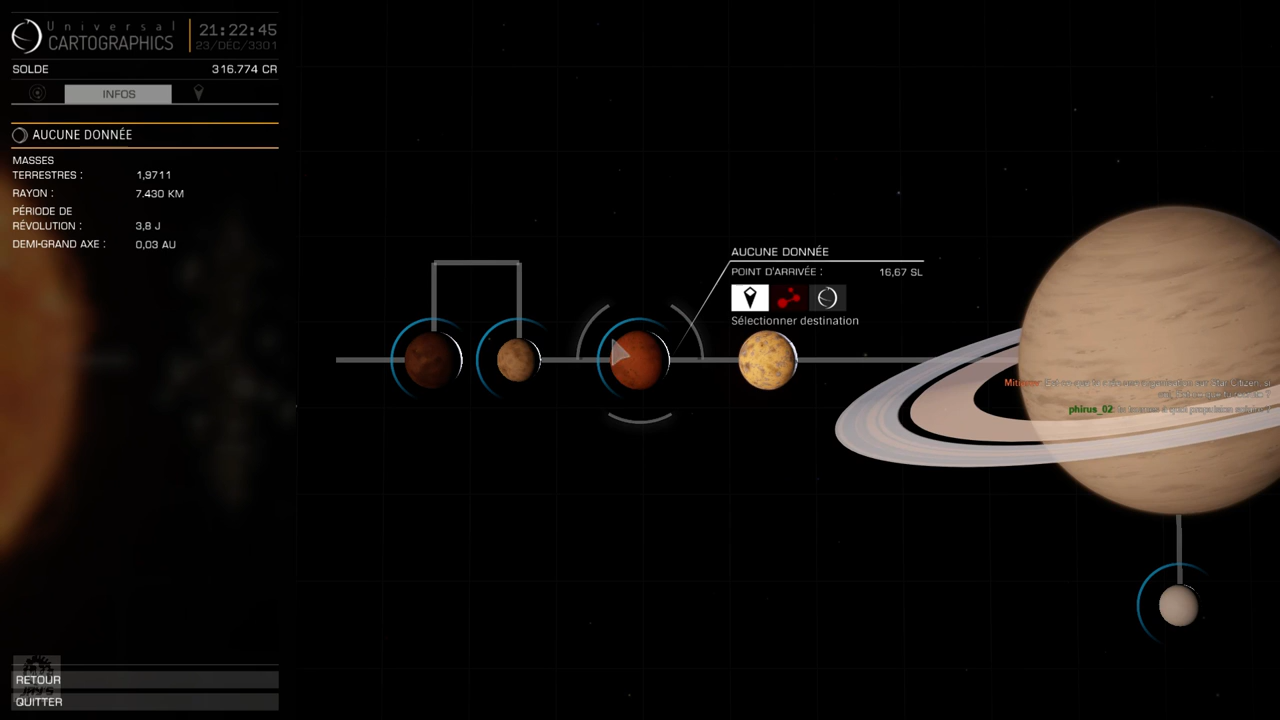 Universal
CARTOGRAPHICS
21:22:45
23/DÉC/3301
SOLDE 316.774 CR
INFOS
AUCUNE DONNÉE
MASSES
TERRESTRES : 1,9711
RAYON : 7.430 KM
PÉRIODE DE
RÉVOLUTION : 3,8 J
DEMI-GRAND AXE : 0,03 AU
AUCUNE DONNÉE
POINT D'ARRIVÉE : 16,67 SL
Sélectionner destination
phirus_02:
RETOUR
QUITTER